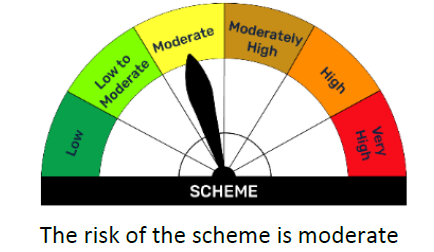 Low
Low to
Moderate
Moderate
Moderately
High
High
Very
High
SCHEME
The risk of the scheme is moderate